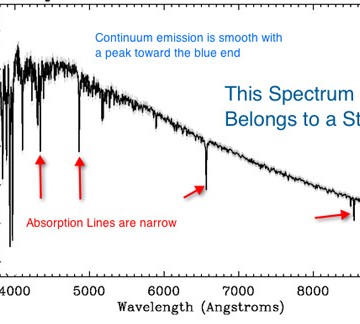 Continuum emission is smooth with
a peak toward the blue end
This Spectrum
Belongs to a St
Absorption Lines are narrow
4000 5000 6000 7000 8000
Wavelength (Angstroms)